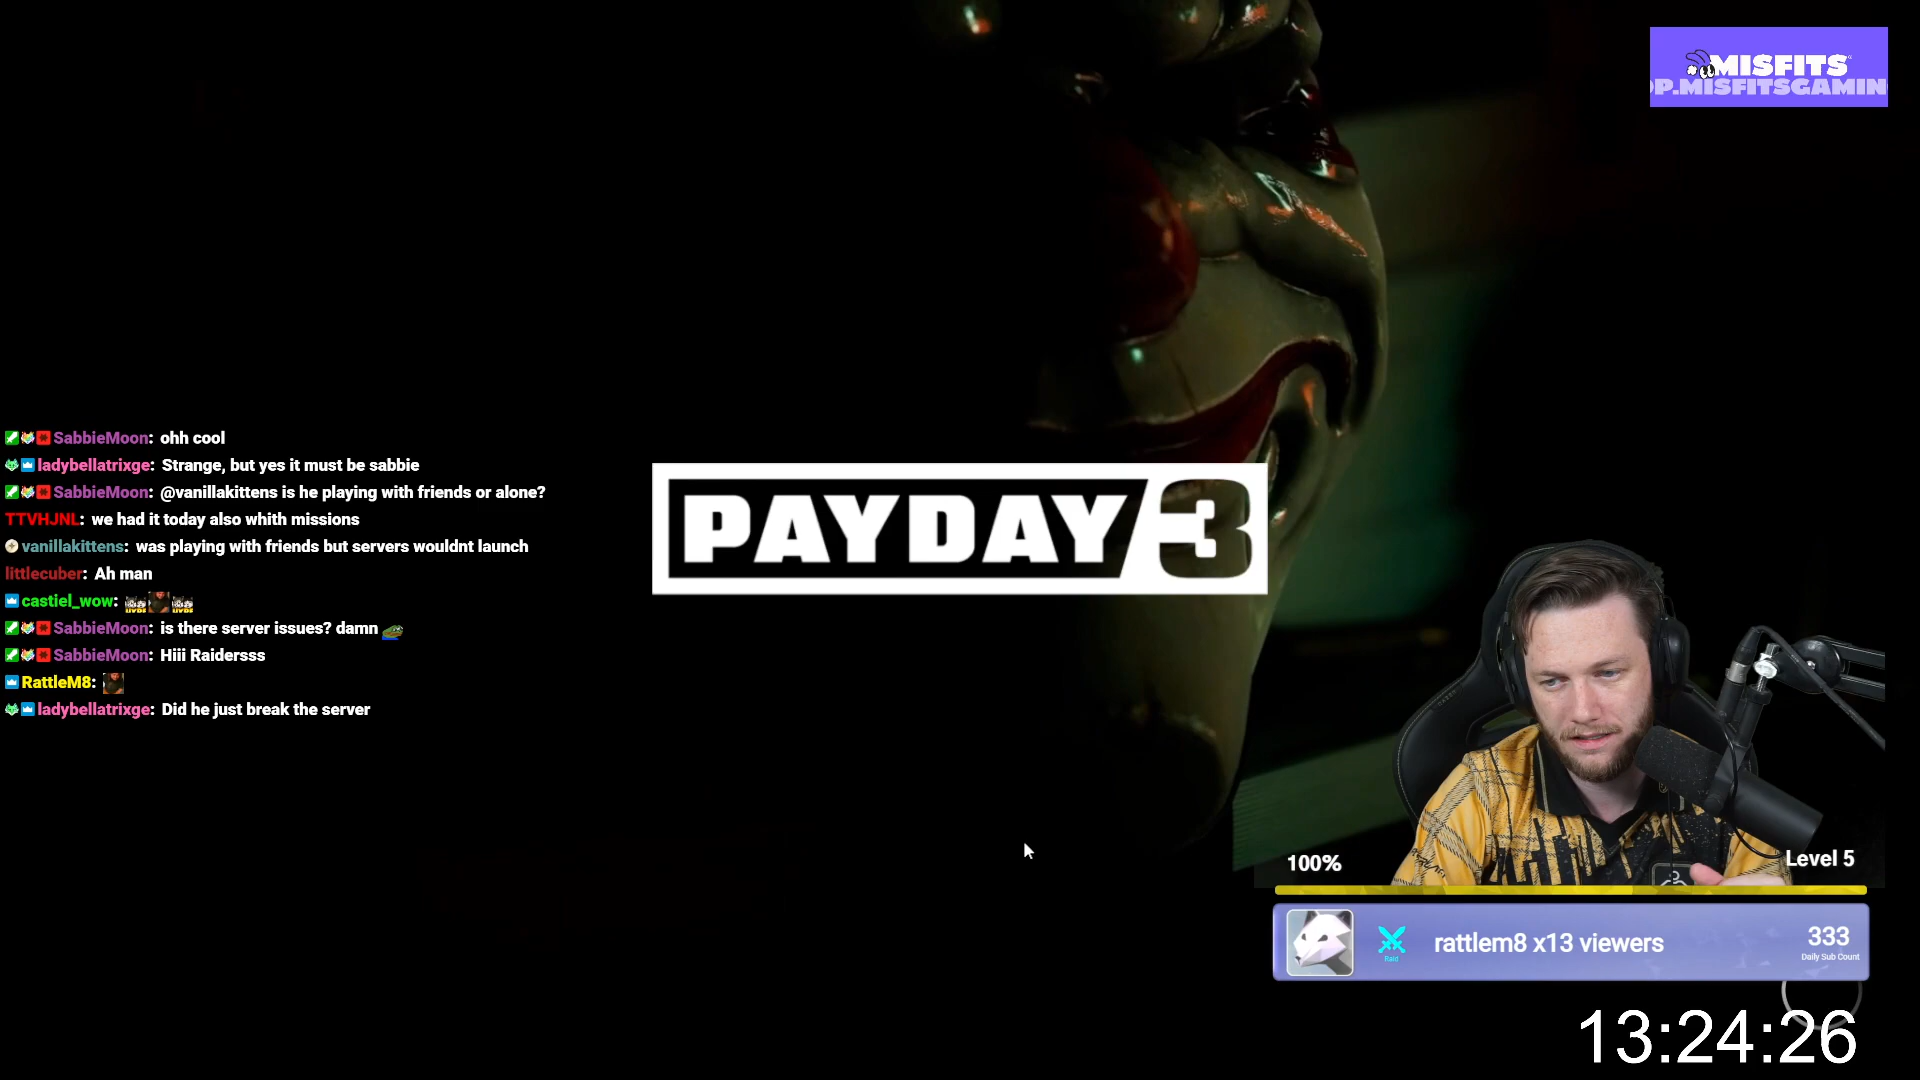 MISFITS
OP.MISFITSGAMIN
SabbieMoon: ohh cool
ladybellatrixge: Strange, but yes it must be sabbie
SabbieMoon: @vanillakittens is he playing with friends or alone?
TTVHJNL: we had it today also whith missions
vanillakittens: was playing with friends but servers wouldnt launch
littlecuber: Ah man
castiel_wow:
SabbieMoon: is there server issues? damn
SabbieMoon: Hiii Raidersss
RattleM8:
ladybellatrixge: Did he just break the server
PAYDAY 3
100%
Level 5
Raid
rattlem8 x13 viewers
333
Daily Sub Count
13:24:26